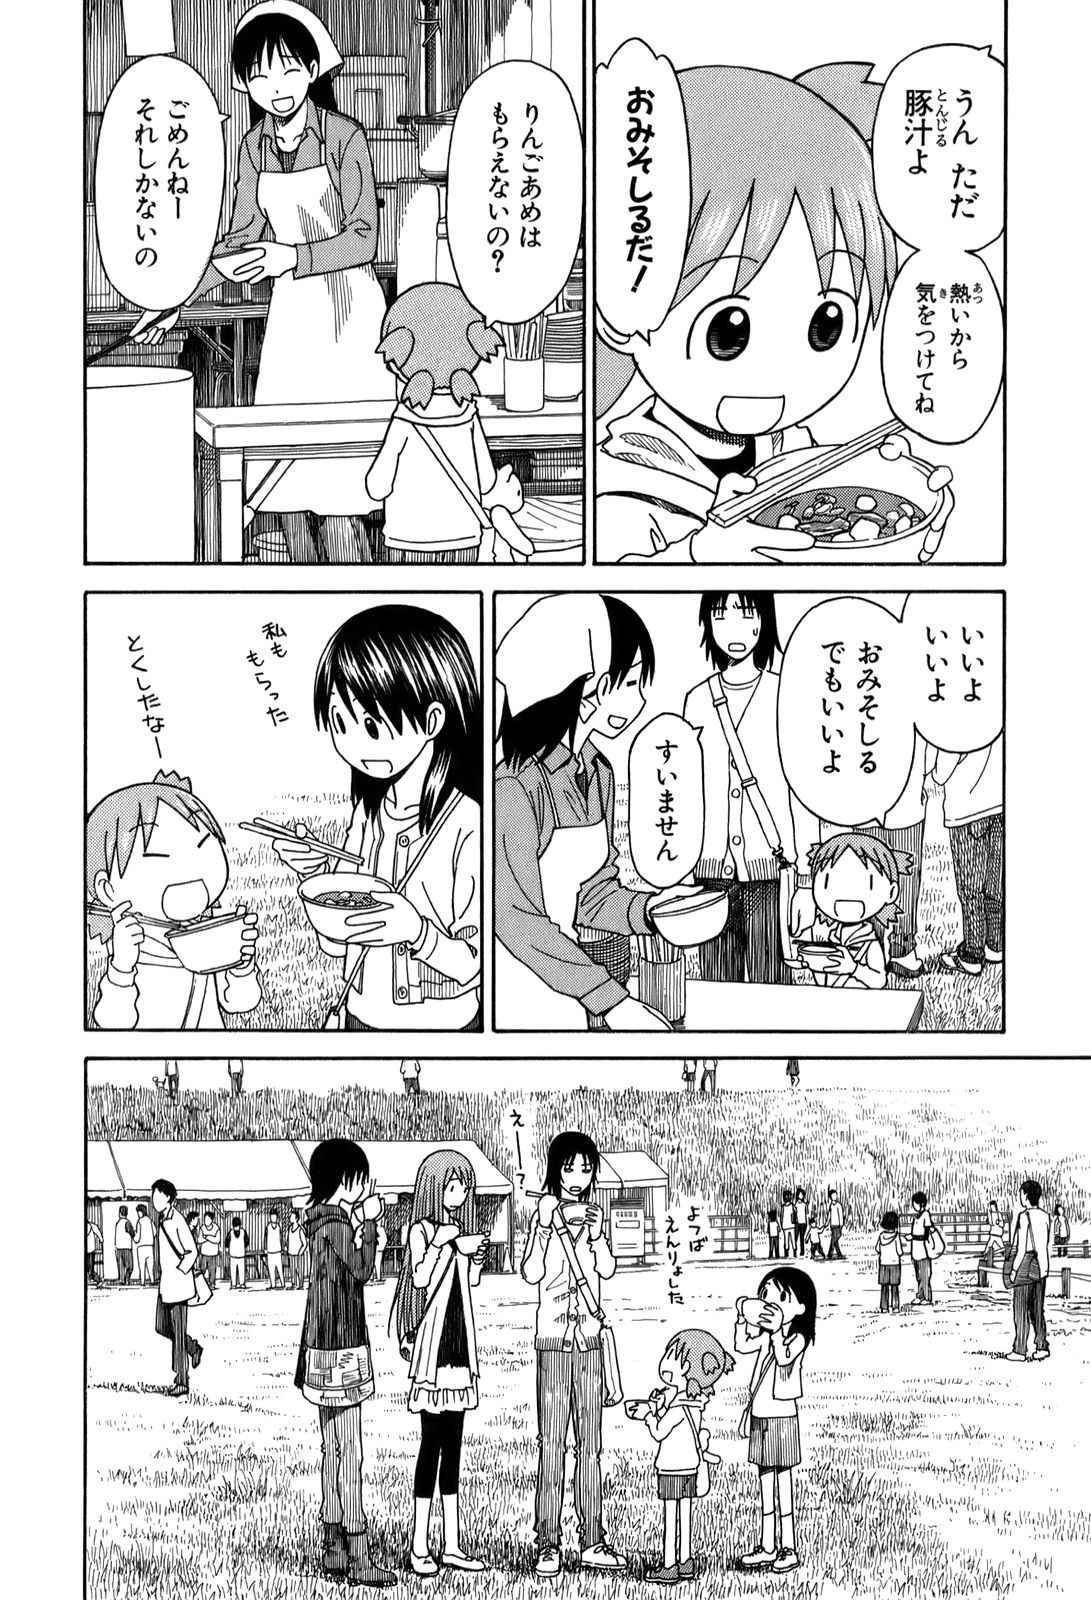 うん ただ
豚汁よ
とんじる
熱いから
あつ
気をつけてね
き
おみそしるだ！
りんごあめは
もらえないの？
ごめんねー
それしかないの
いいよ
いいよ
おみそしる
でもいいよ
すいません
私も
もらった
とくしたなー
よつば
えんりょした
えー？